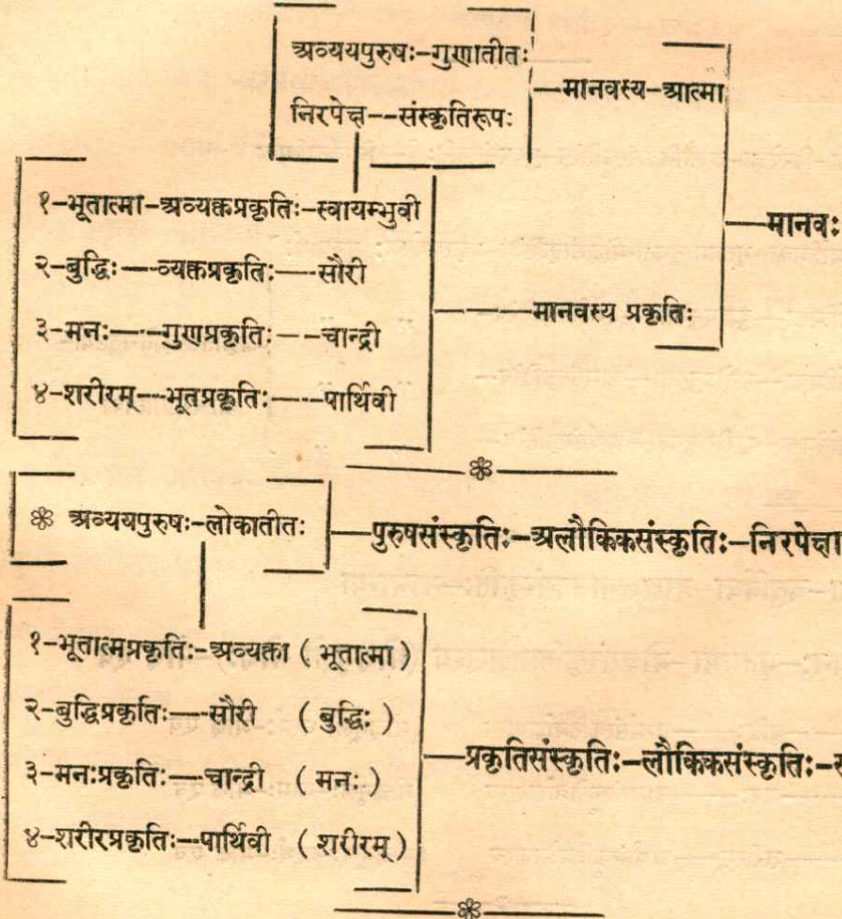 अव्ययपुरुषः-गुणातीतः
निरपेक्ष--संस्कृतिरूपः
—मानवस्य-आत्मा
१-भूतात्मा-अव्यक्तप्रकृतिः-स्वायम्भुवी
२-बुद्धिः—-व्यक्तप्रकृतिः—-सौरी
३-मनः—-गुणप्रकृतिः-—चान्द्री
४-शरीरम्-—भूतप्रकृतिः—--पार्थिवी
———मानवस्य प्रकृतिः
—मानवः
❀ अव्ययपुरुषः-लोकातीतः
—पुरुषसंस्कृतिः-अलौकिकसंस्कृतिः-निरपेक्षा
१-भूतात्मप्रकृतिः-अव्यक्ता ( भूतात्मा )
२-बुद्धिप्रकृतिः-—सौरी ( बुद्धिः )
३-मनःप्रकृतिः-—चान्द्री ( मनः )
४-शरीरप्रकृतिः-—पार्थिवी ( शरीरम् )
—प्रकृतिसंस्कृतिः-लौकिकसंस्कृतिः-